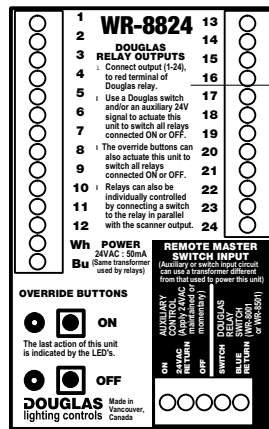 WR-8824
DOUGLAS
RELAY OUTPUTS
Connect output (1-24),
to red terminal of
Douglas relay.
Use a Douglas switch
and/or an auxiliary 24V
signal to actuate this
unit to switch all relays
connected ON or OFF.
The override buttons can
also actuate this unit to
switch all relays
connected ON or OFF.
Relays can also be
individually controlled
by connecting a switch
to the relay in parallel
with the scanner output.
1
2
3
4
5
6
7
8
9
10
11
12
Wh
Bu
POWER
24VAC : 50mA
(Same transformer
used by relays)
13
14
15
16
17
18
19
20
21
22
23
24
REMOTE MASTER
SWITCH INPUT
(Auxiliary or switch input circuit
can use a transformer different
from that used to power this unit)
AUXILIARY
CONTROL
(Supply 24VAC
maintained or
momentary)
ON
24VAC
RETURN
OFF
DOUGLAS
RELAY
SWITCH
(WR-8001
or WR-8501)
SWITCH
BLUE
RETURN
OVERRIDE BUTTONS
ON
The last action of this unit
is indicated by the LED's.
OFF
DOUGLAS
lighting controls
Made in
Vancouver,
Canada